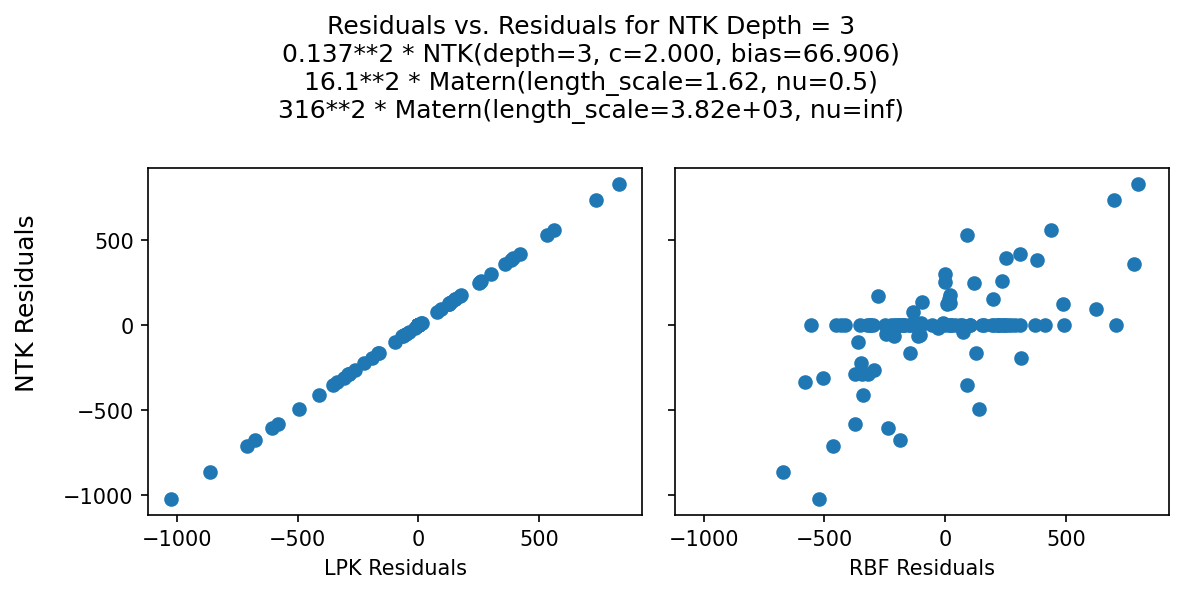 Residuals vs. Residuals for NTK Depth = 3
0.137**2 * NTK(depth=3, c=2.000, bias=66.906)
16.1**2 * Matern(length_scale=1.62, nu=0.5)
316**2 * Matern(length_scale=3.82e+03, nu=inf)
NTK Residuals
500
0
−500
−1000
−1000 −500 0 500
LPK Residuals
−1000 −500 0 500
RBF Residuals